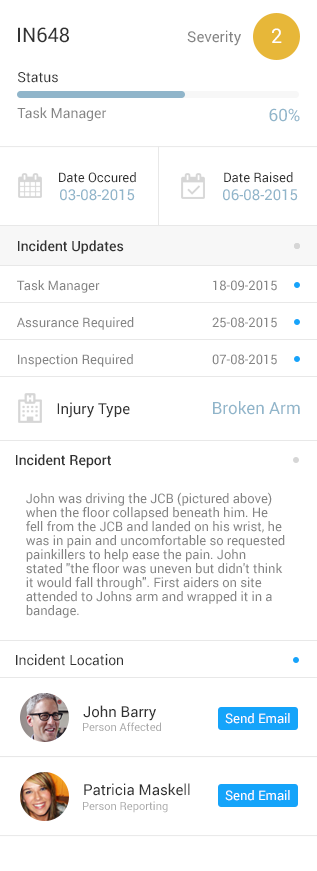 IN648
Severity 2
Status
Task Manager 60%
Date Occured
03-08-2015
Date Raised
06-08-2015
Incident Updates
Task Manager 18-09-2015
Assurance Required 25-08-2015
Inspection Required 07-08-2015
H
Injury Type Broken Arm
Incident Report
John was driving the JCB (pictured above)
when the floor collapsed beneath him. He
fell from the JCB and landed on his wrist, he
was in pain and uncomfortable so requested
painkillers to help ease the pain. John
stated "the floor was uneven but didn't think
it would fall through". First aiders on site
attended to Johns arm and wrapped it in a
bandage.
Incident Location
John Barry
Person Affected
Send Email
Patricia Maskell
Person Reporting
Send Email